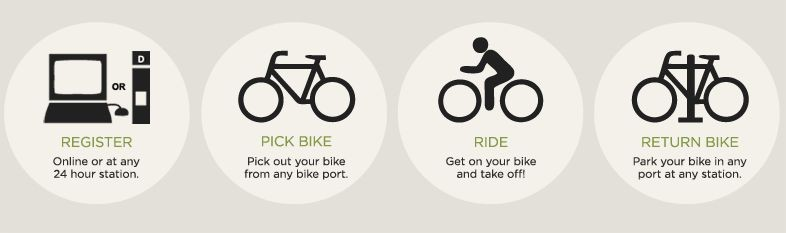 D
OR
REGISTER
Online or at any
24 hour station.
PICK BIKE
Pick out your bike
from any bike port.
RIDE
Get on your bike
and take off!
RETURN BIKE
Park your bike in any
port at any station.